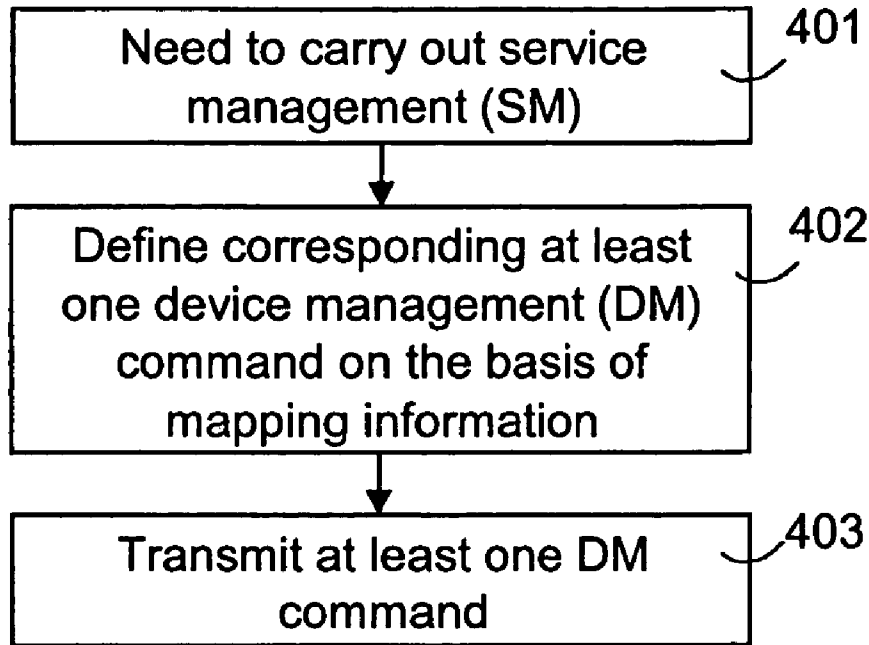 Need to carry out service
management (SM)
401
Define corresponding at least
one device management (DM)
command on the basis of
mapping information
402
Transmit at least one DM
command
403